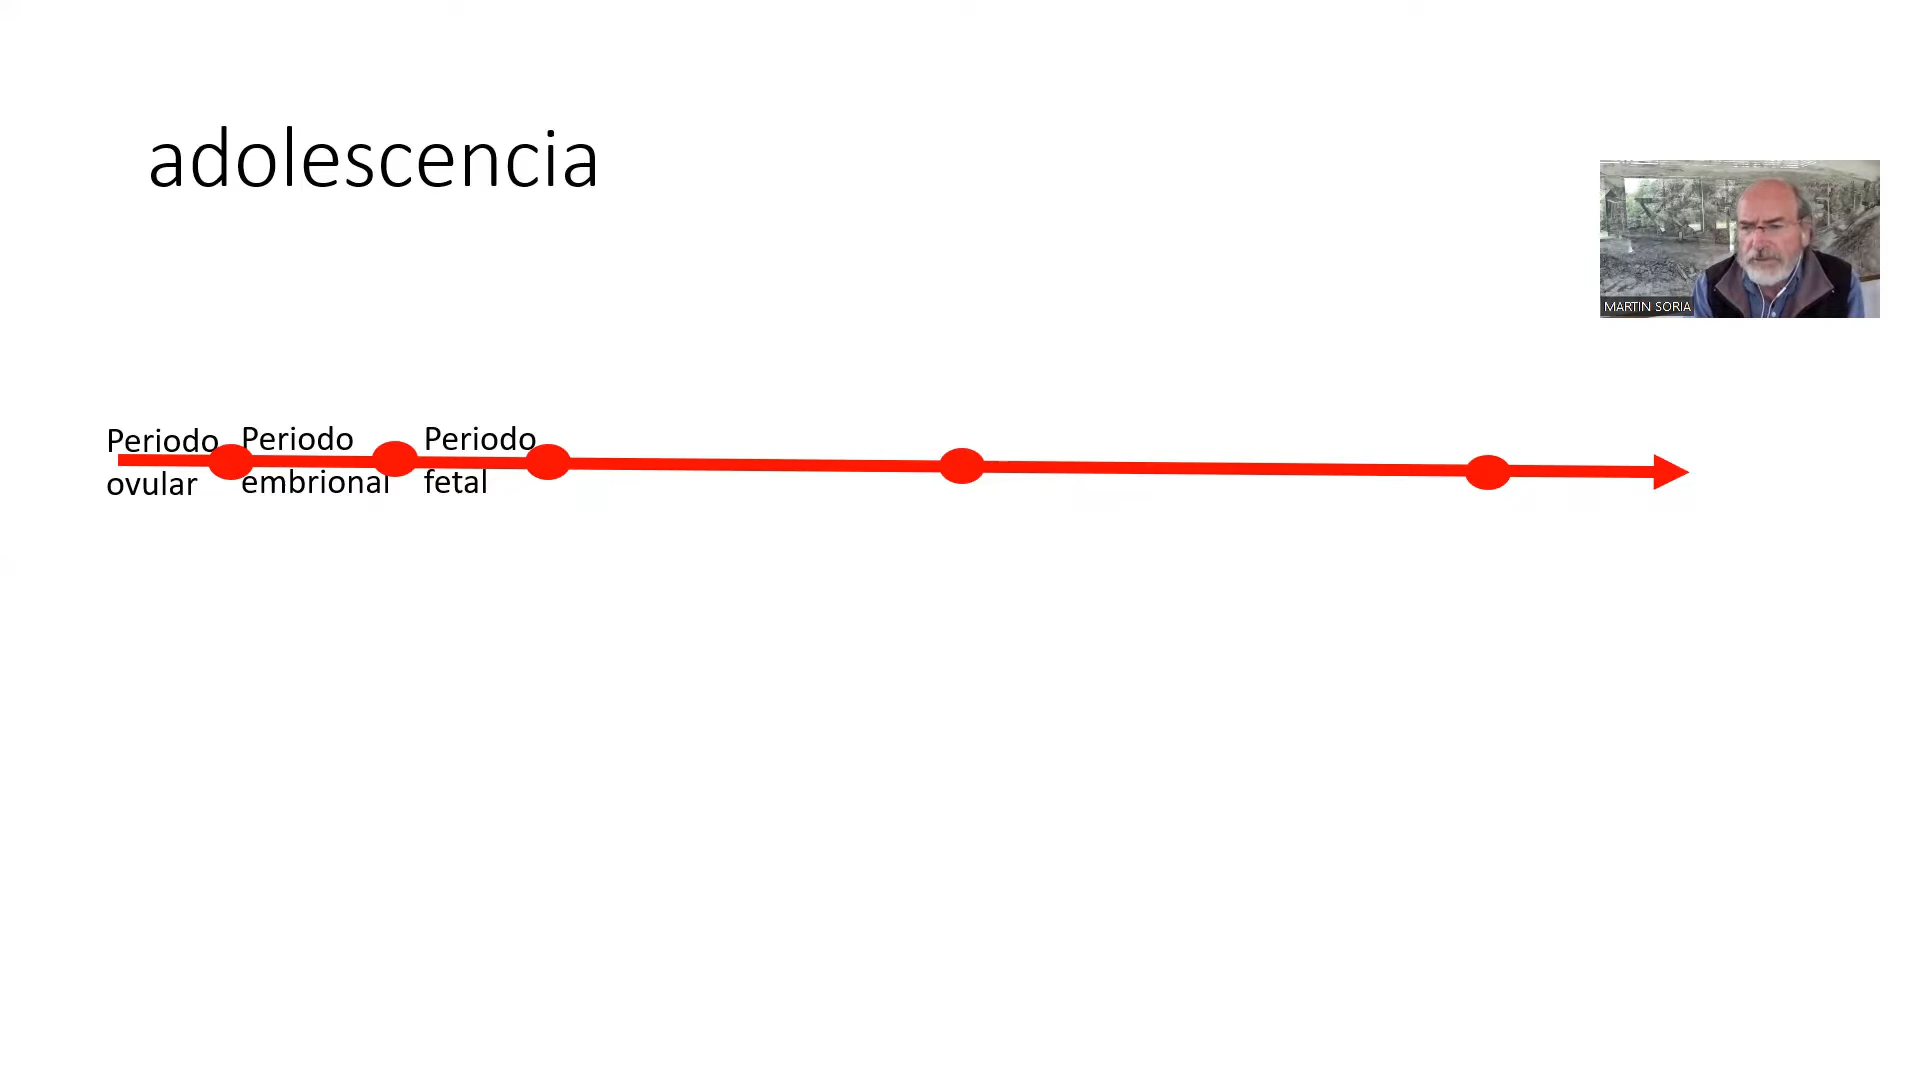 adolescencia
MARTIN SORIA
Periodo
ovular
Periodo
embrional
Periodo
fetal